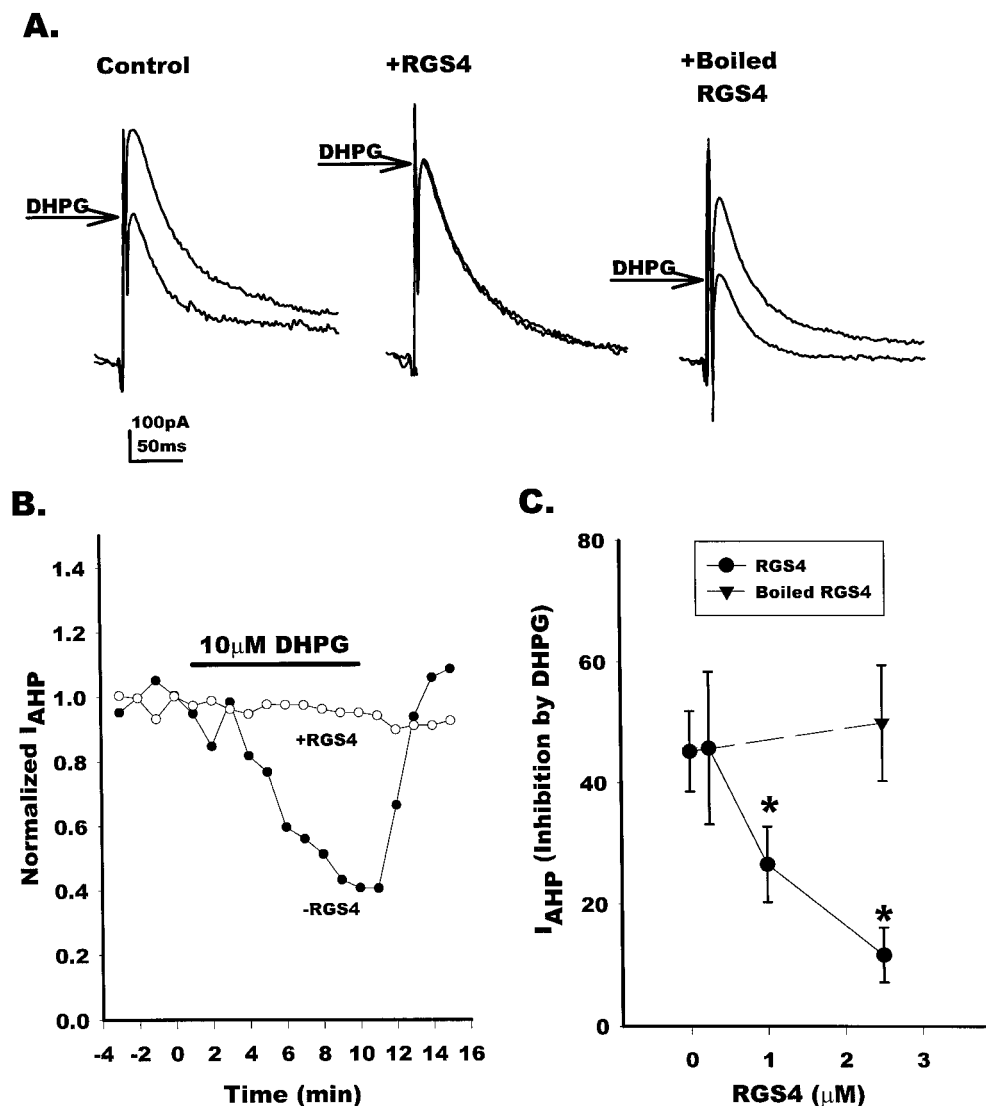 A.
Control
+RGS4
+Boiled
RGS4
DHPG
DHPG
DHPG
100pA
50ms
B.
Normalized I_AHP
1.4
1.2
1.0
0.8
0.6
0.4
0.2
0.0
10μM DHPG
+RGS4
-RGS4
-4 -2 0 2 4 6 8 10 12 14 16
Time (min)
C.
I_AHP (Inhibition by DHPG)
80
60
40
20
0
RGS4
Boiled RGS4
*
*
0 1 2 3
RGS4 (μM)